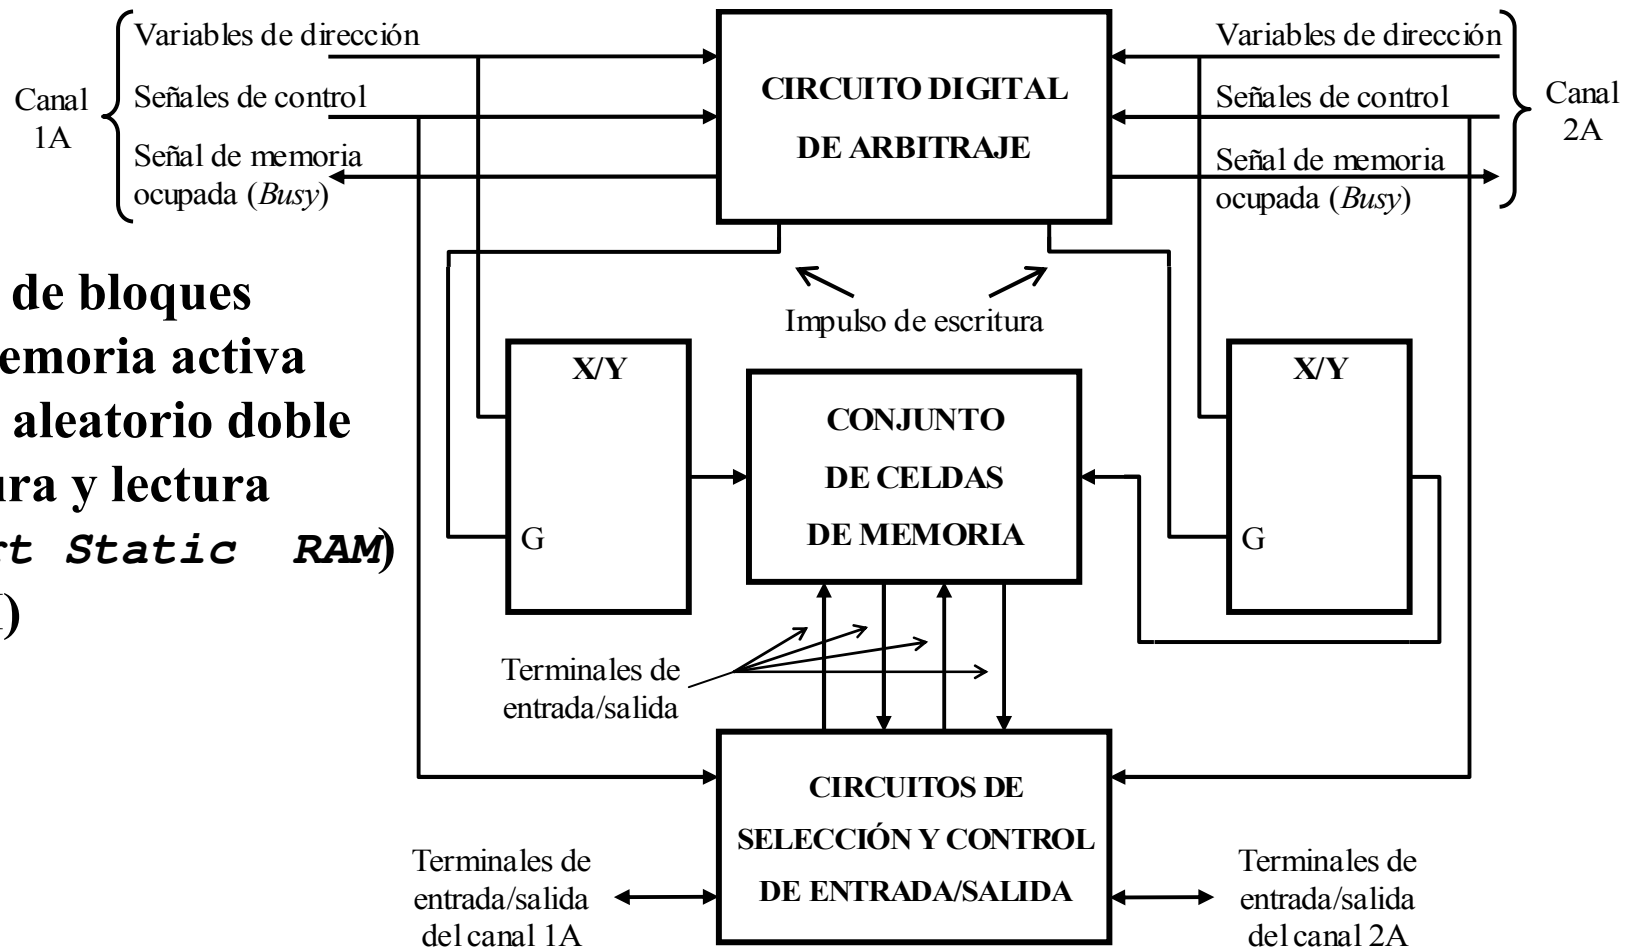 Variables de dirección
Canal
1A
Señales de control
Señal de memoria
ocupada (Busy)
CIRCUITO DIGITAL
DE ARBITRAJE
Variables de dirección
Señales de control
Canal
2A
Señal de memoria
ocupada (Busy)
de bloques
activa
aleatorio doble
y lectura
Static RAM)
Impulso de escritura
X/Y
G
CONJUNTO
DE CELDAS
DE MEMORIA
X/Y
G
Terminales de
entrada/salida
CIRCUITOS DE
SELECCIÓN Y CONTROL
DE ENTRADA/SALIDA
Terminales de
entrada/salida
del canal 1A
Terminales de
entrada/salida
del canal 2A